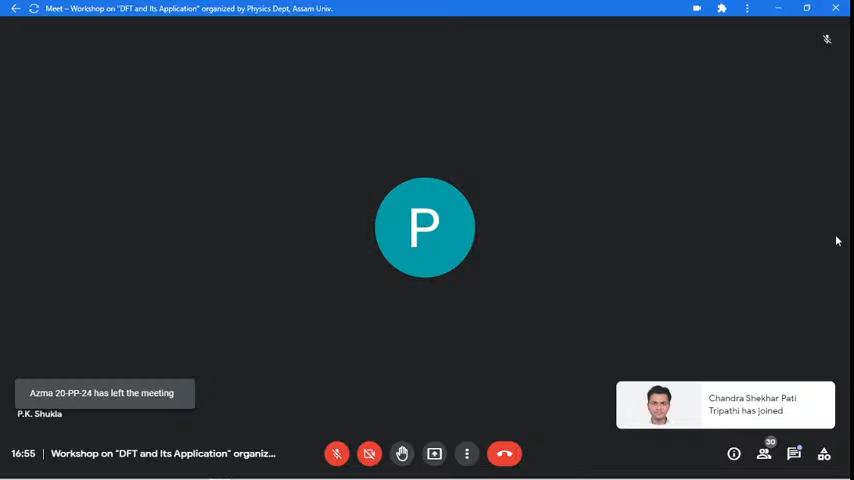 Meet – Workshop on "DFT and Its Application" organized by Physics Dept, Assam Univ.
P
Azma 20-PP-24 has left the meeting
P.K. Shukla
Chandra Shekhar Pati
Tripathi has joined
16:55 | Workshop on "DFT and Its Application" organiz...
30